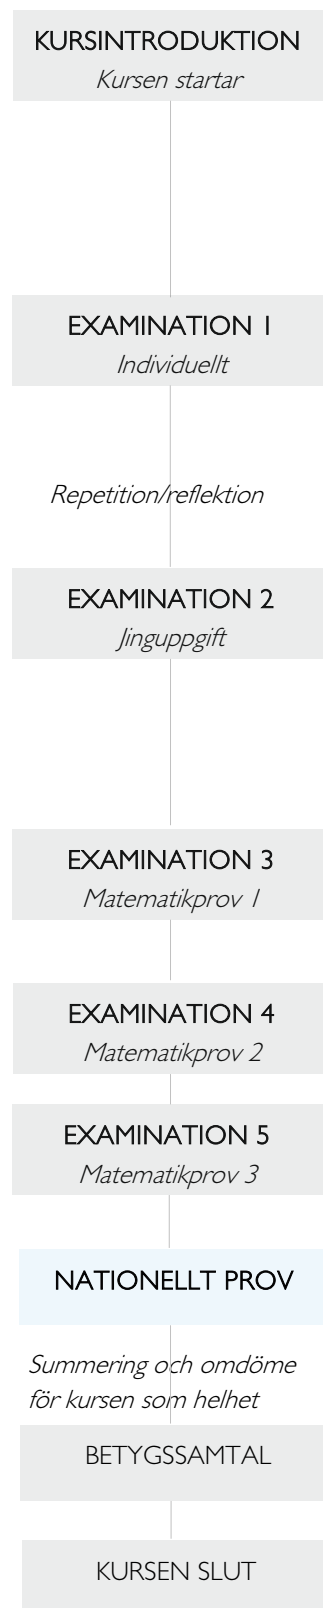 KURSINTRODUKTION
Kursen startar
EXAMINATION 1
Individuellt
Repetition/reflektion
EXAMINATION 2
Jinguppgift
EXAMINATION 3
Matematikprov 1
EXAMINATION 4
Matematikprov 2
EXAMINATION 5
Matematikprov 3
NATIONELLT PROV
Summering och omdöme
för kursen som helhet
BETYGSSAMTAL
KURSEN SLUT